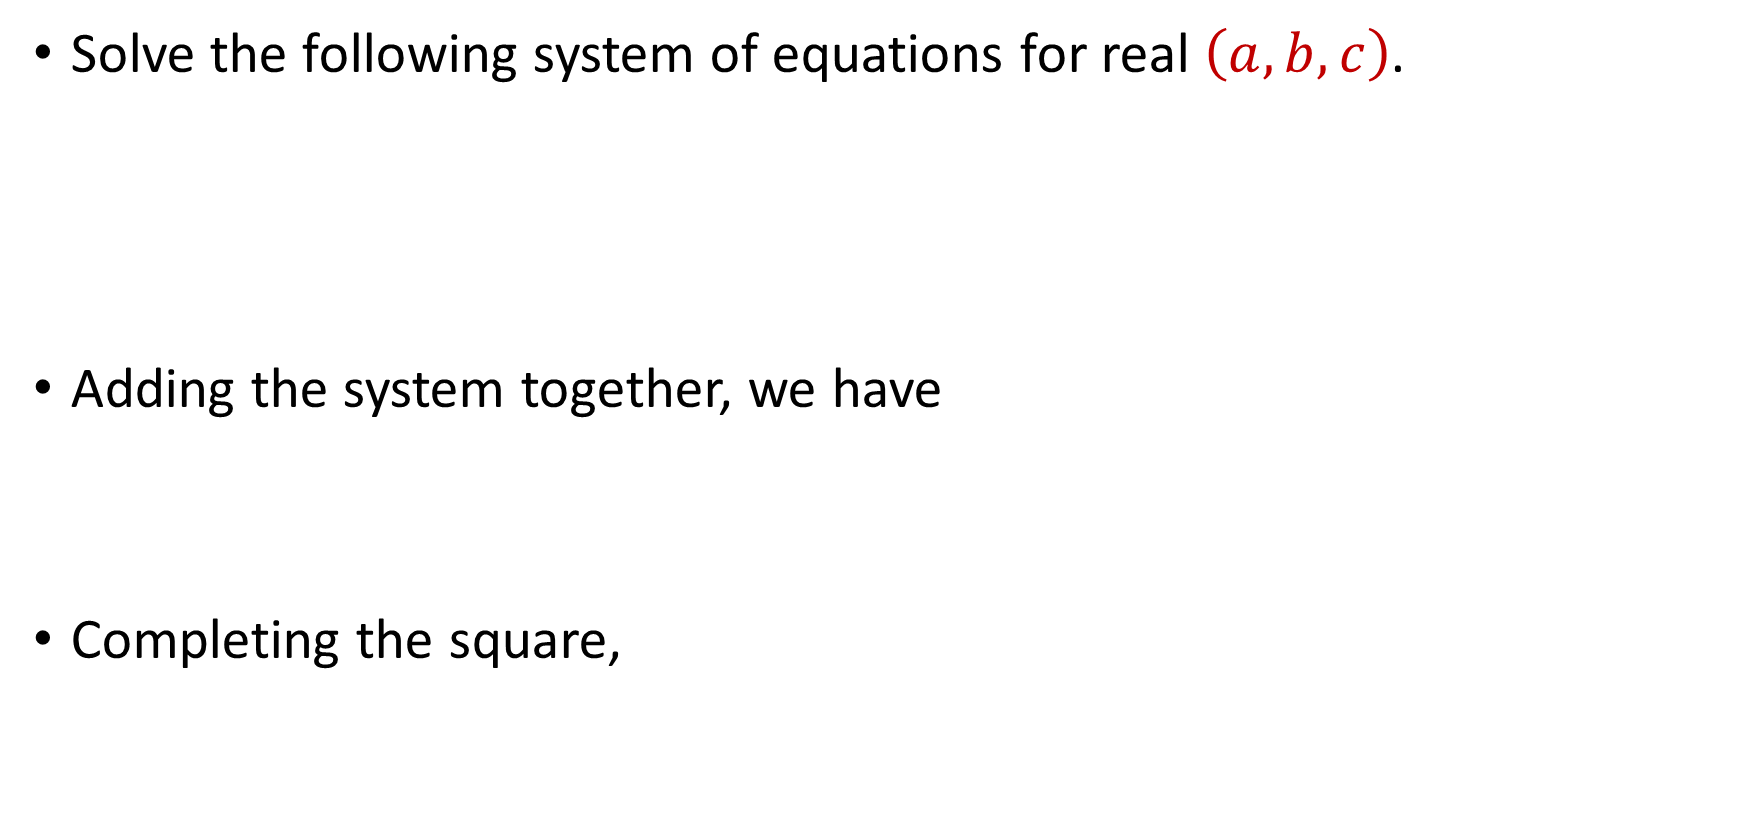 • Solve the following system of equations for real (a, b, c).
• Adding the system together, we have
• Completing the square,